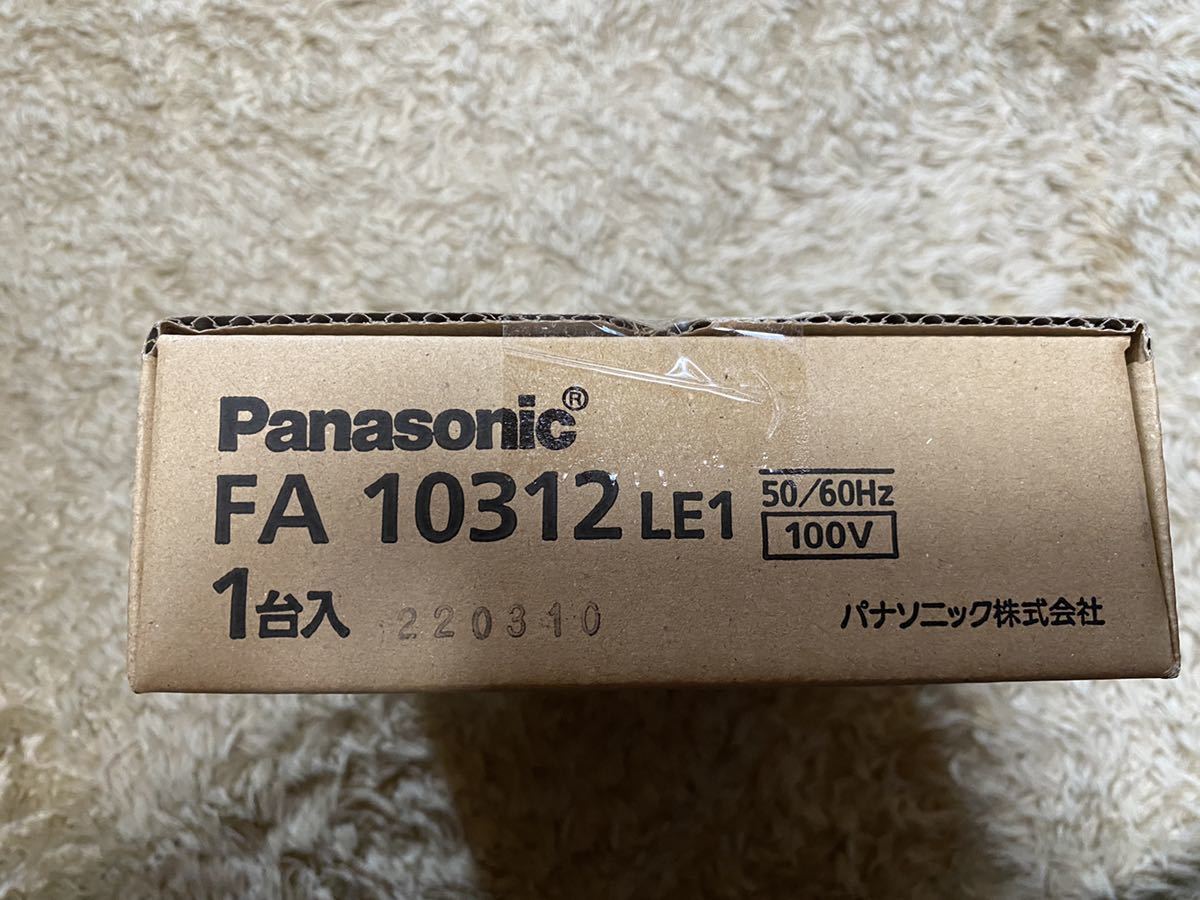 Panasonic®
FA 10312 LE1
50/60Hz
100V
1台入 220310
パナソニック株式会社